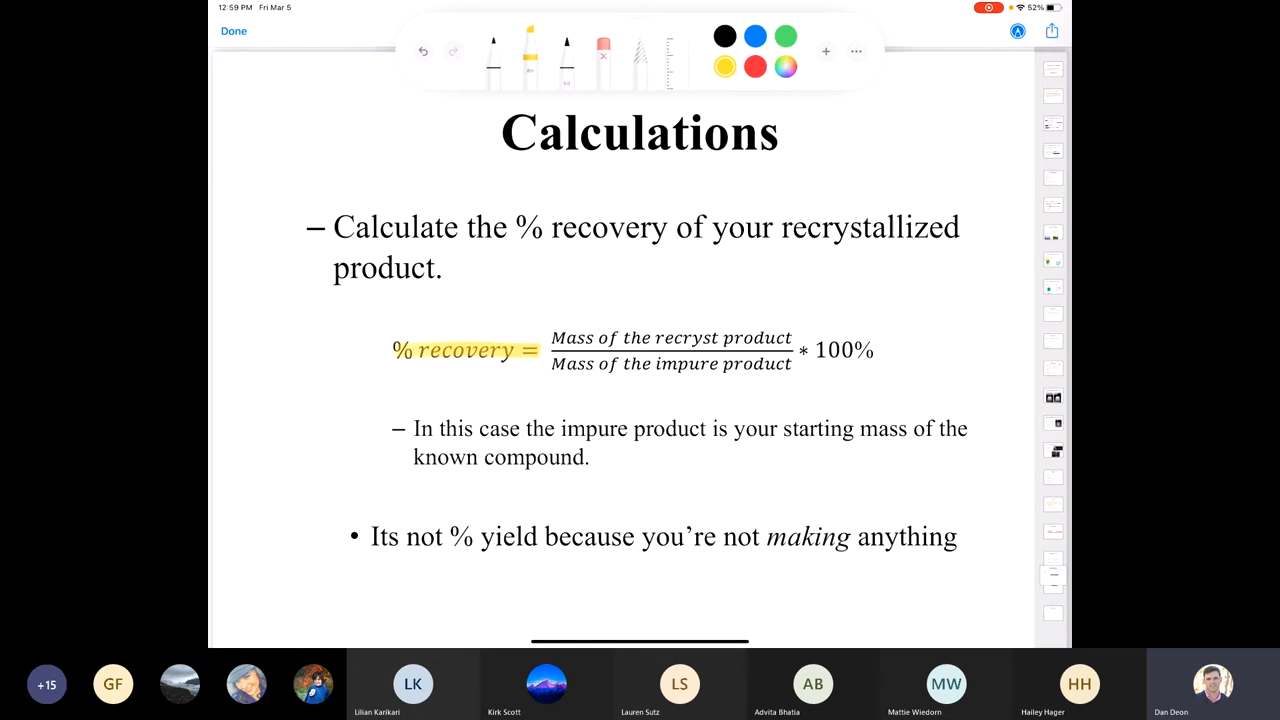 12:59 PM Fri Mar 5
52%
Done
Calculations
– Calculate the % recovery of your recrystallized
product.
% recovery = Mass of the recryst product / Mass of the impure product * 100%
– In this case the impure product is your starting mass of the
known compound.
• Its not % yield because you’re not making anything
+15
GF
LK
LS
AB
MW
HH
Lilian Karikari
Kirk Scott
Lauren Sutz
Advita Bhatia
Mattie Wiedorn
Hailey Hager
Dan Deon